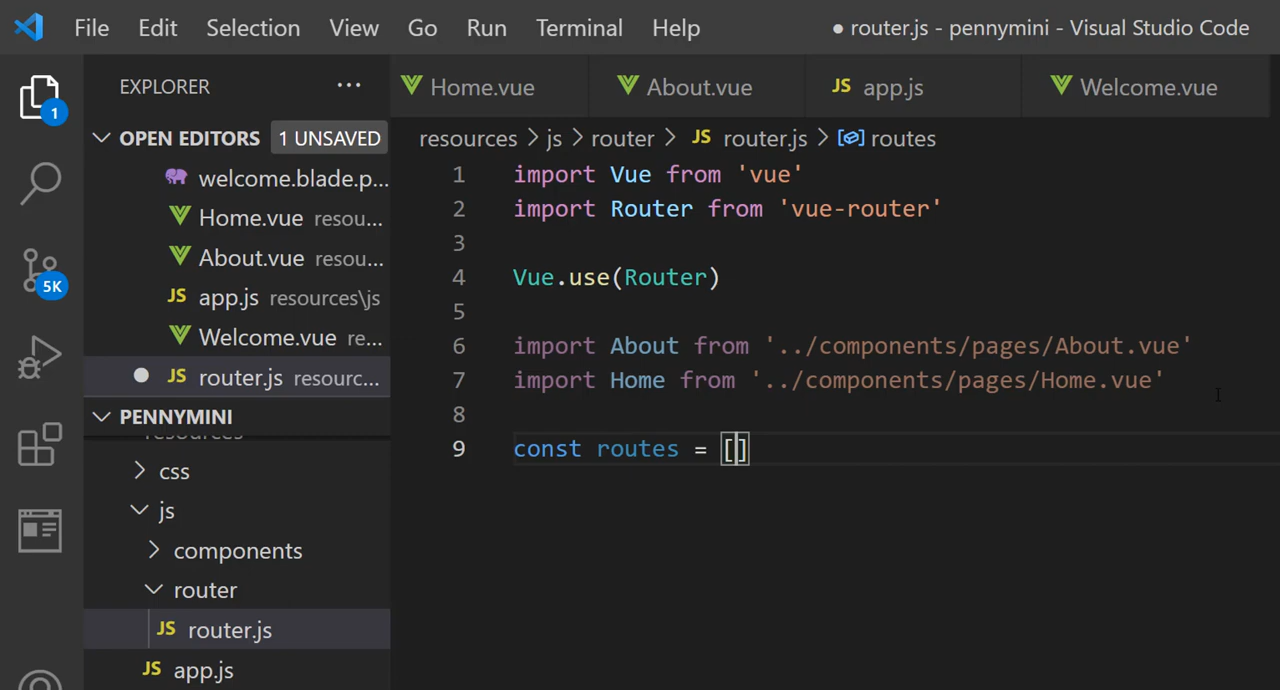 File Edit Selection View Go Run Terminal Help ● router.js - pennymini - Visual Studio Code
1
5K
EXPLORER ...
OPEN EDITORS 1 UNSAVED
welcome.blade.p...
Home.vue resou...
About.vue resou...
JS app.js resources\js
Welcome.vue re...
● JS router.js resourc...
PENNYMINI
resources
> css
js
> components
router
JS router.js
JS app.js
Home.vue About.vue JS app.js Welcome.vue
resources > js > router > JS router.js > routes
1 import Vue from 'vue'
2 import Router from 'vue-router'
3
4 Vue.use(Router)
5
6 import About from '../components/pages/About.vue'
7 import Home from '../components/pages/Home.vue'
8
9 const routes = []